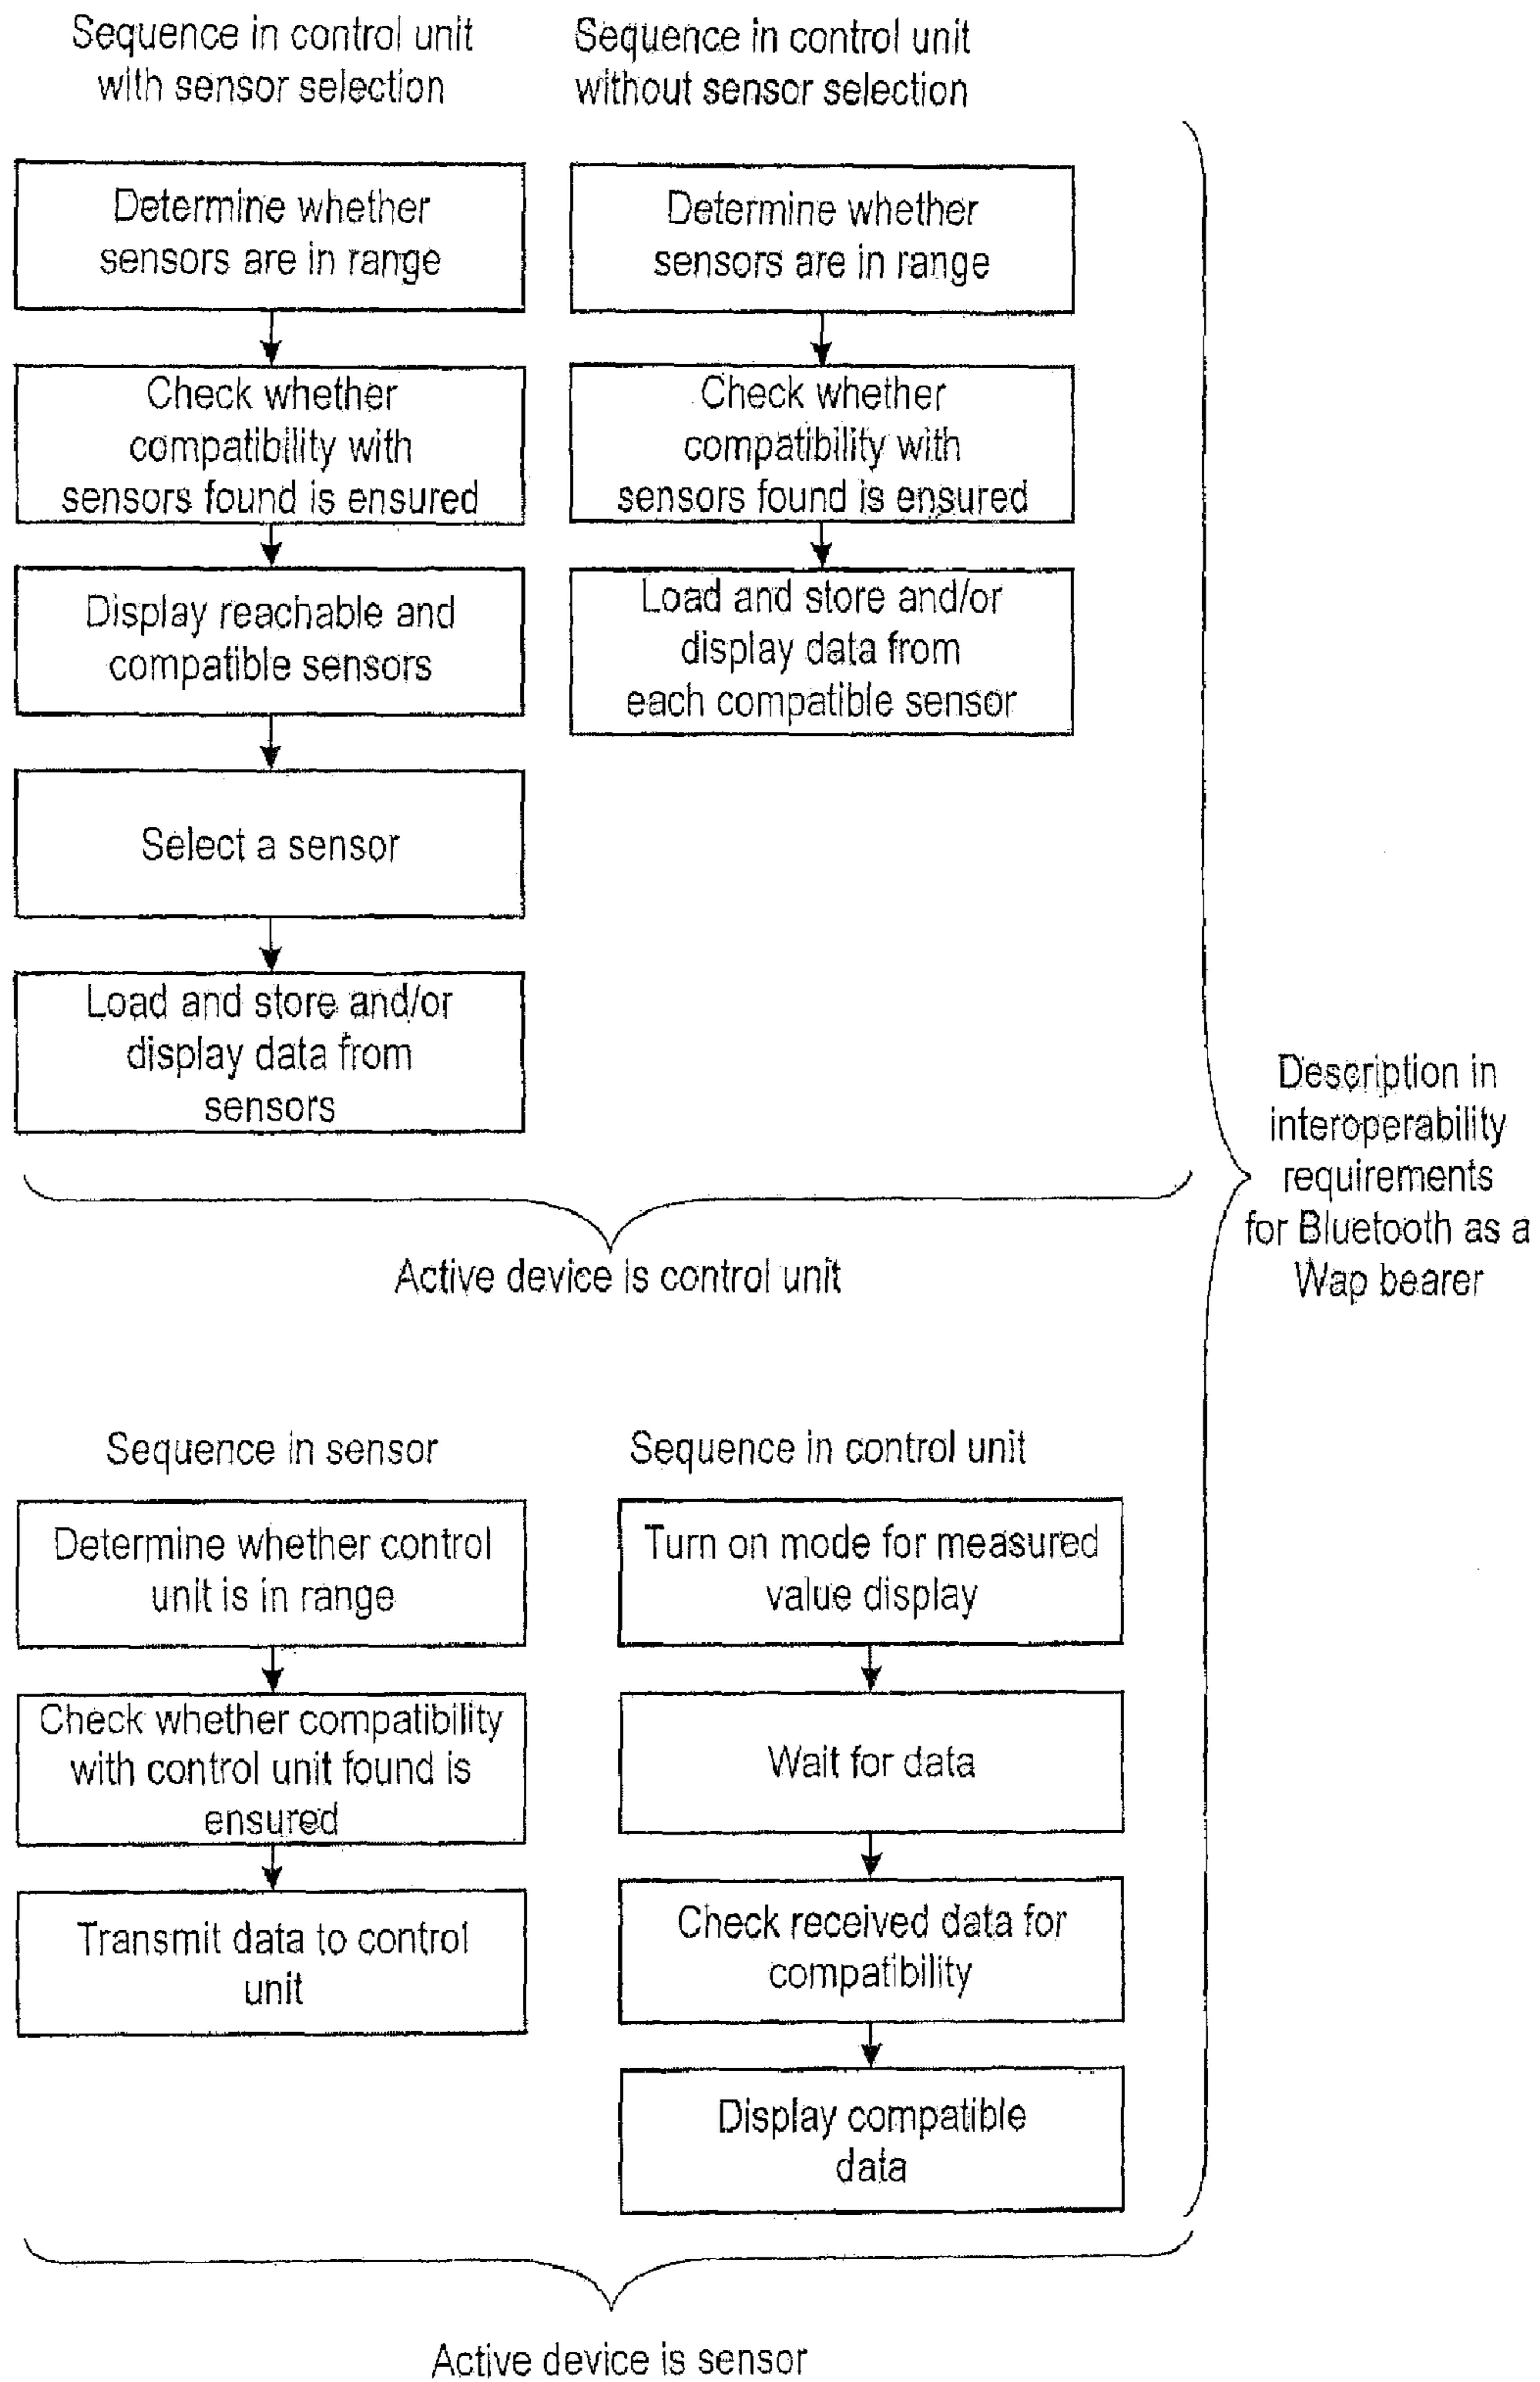 Sequence in control unit
with sensor selection
Determine whether
sensors are in range
Check whether
compatibility with
sensors found is ensured
Display reachable and
compatible sensors
Select a sensor
Load and store and/or
display data from
sensors
Sequence in control unit
without sensor selection
Determine whether
sensors are in range
Check whether
compatibility with
sensors found is ensured
Load and store and/or
display data from
each compatible sensor
Active device is control unit
Description in
interoperability
requirements
for Bluetooth as a
Wap bearer
Sequence in sensor
Determine whether control
unit is in range
Check whether compatibility
with control unit found is
ensured
Transmit data to control
unit
Sequence in control unit
Turn on mode for measured
value display
Wait for data
Check received data for
compatibility
Display compatible
data
Active device is sensor